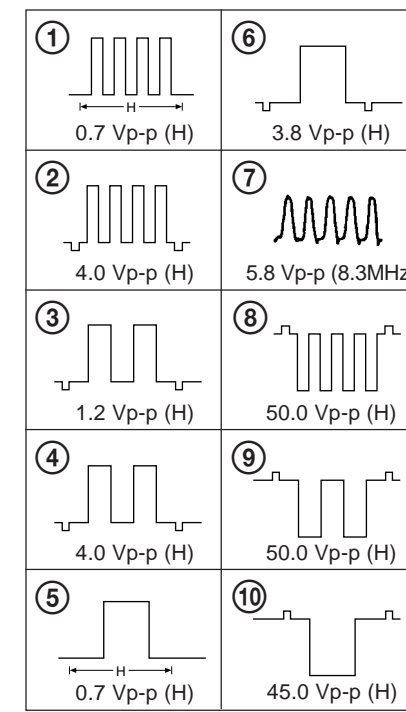 ①
H
0.7 Vp-p (H)
②
4.0 Vp-p (H)
③
1.2 Vp-p (H)
④
4.0 Vp-p (H)
⑤
H
0.7 Vp-p (H)
⑥
3.8 Vp-p (H)
⑦
5.8 Vp-p (8.3MHz
⑧
50.0 Vp-p (H)
⑨
50.0 Vp-p (H)
⑩
45.0 Vp-p (H)